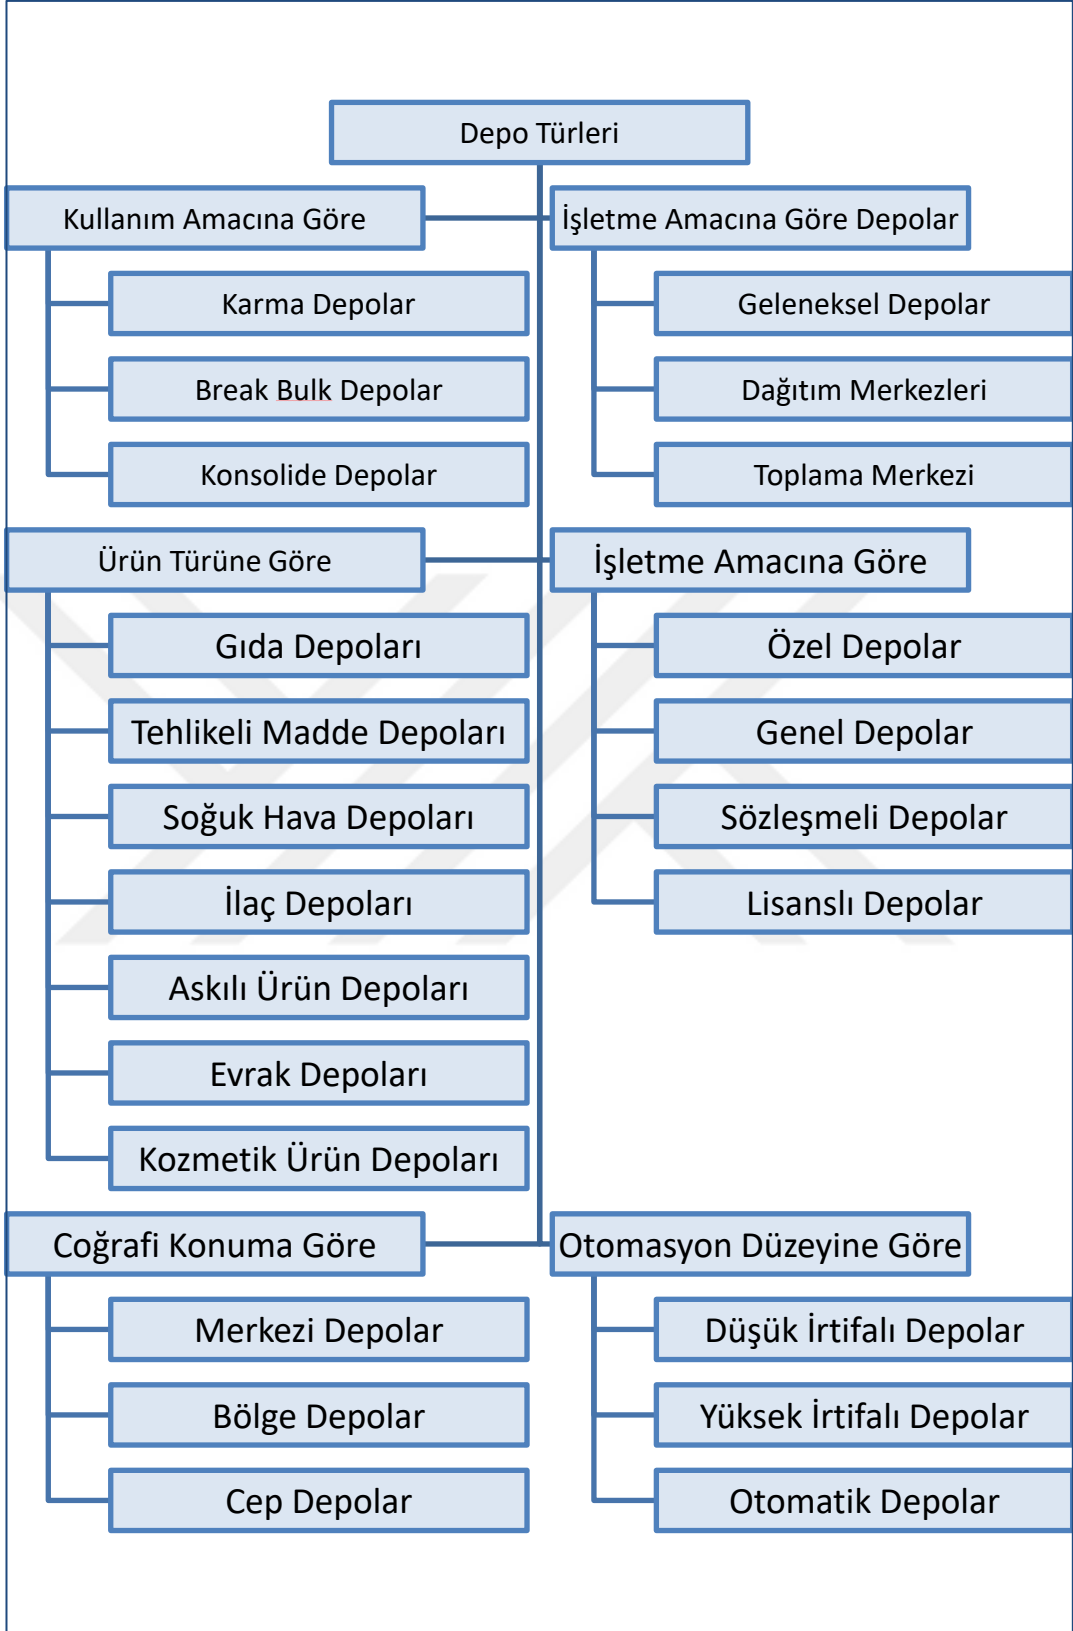 Depo Türleri
Kullanım Amacına Göre
Karma Depolar
Break Bulk Depolar
Konsolide Depolar
İşletme Amacına Göre Depolar
Geleneksel Depolar
Dağıtım Merkezleri
Toplama Merkezi
Ürün Türüne Göre
Gıda Depoları
Tehlikeli Madde Depoları
Soğuk Hava Depoları
İlaç Depoları
Askılı Ürün Depoları
Evrak Depoları
Kozmetik Ürün Depoları
İşletme Amacına Göre
Özel Depolar
Genel Depolar
Sözleşmeli Depolar
Lisanslı Depolar
Coğrafi Konuma Göre
Merkezi Depolar
Bölge Depolar
Cep Depolar
Otomasyon Düzeyine Göre
Düşük İrtifalı Depolar
Yüksek İrtifalı Depolar
Otomatik Depolar